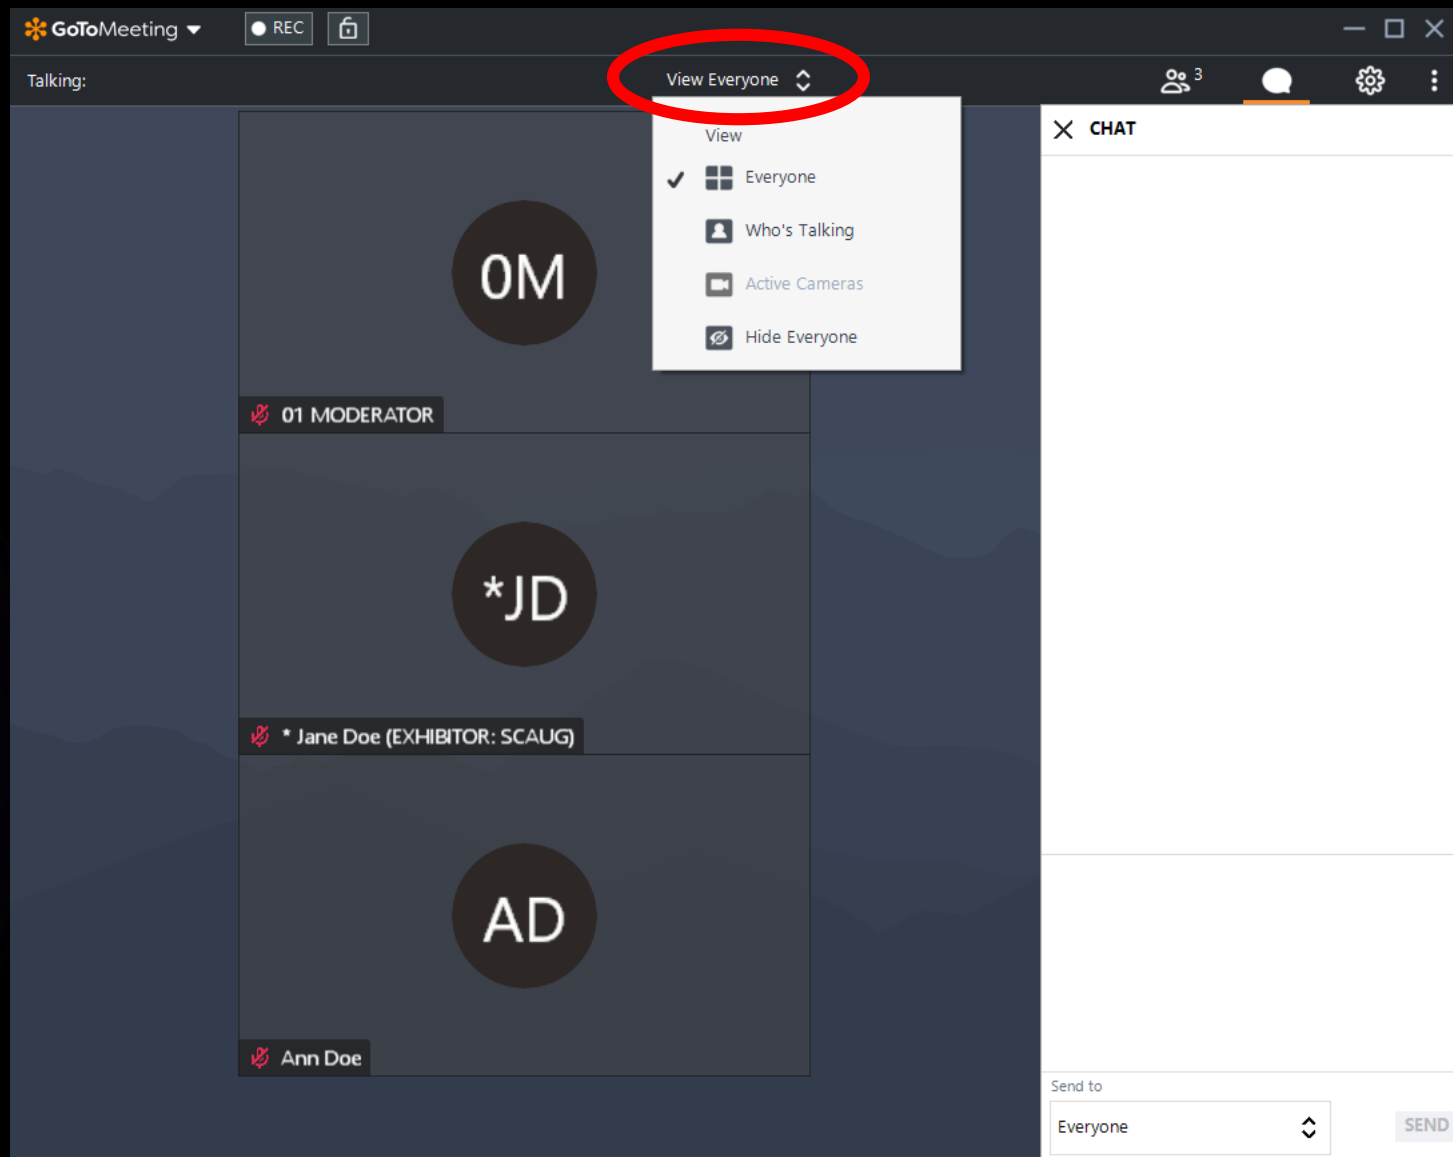 GoToMeeting
REC
Talking:
View Everyone
3
View
Everyone
Who's Talking
Active Cameras
Hide Everyone
CHAT
0M
01 MODERATOR
*JD
* Jane Doe (EXHIBITOR: SCAUG)
AD
Ann Doe
Send to
Everyone
SEND